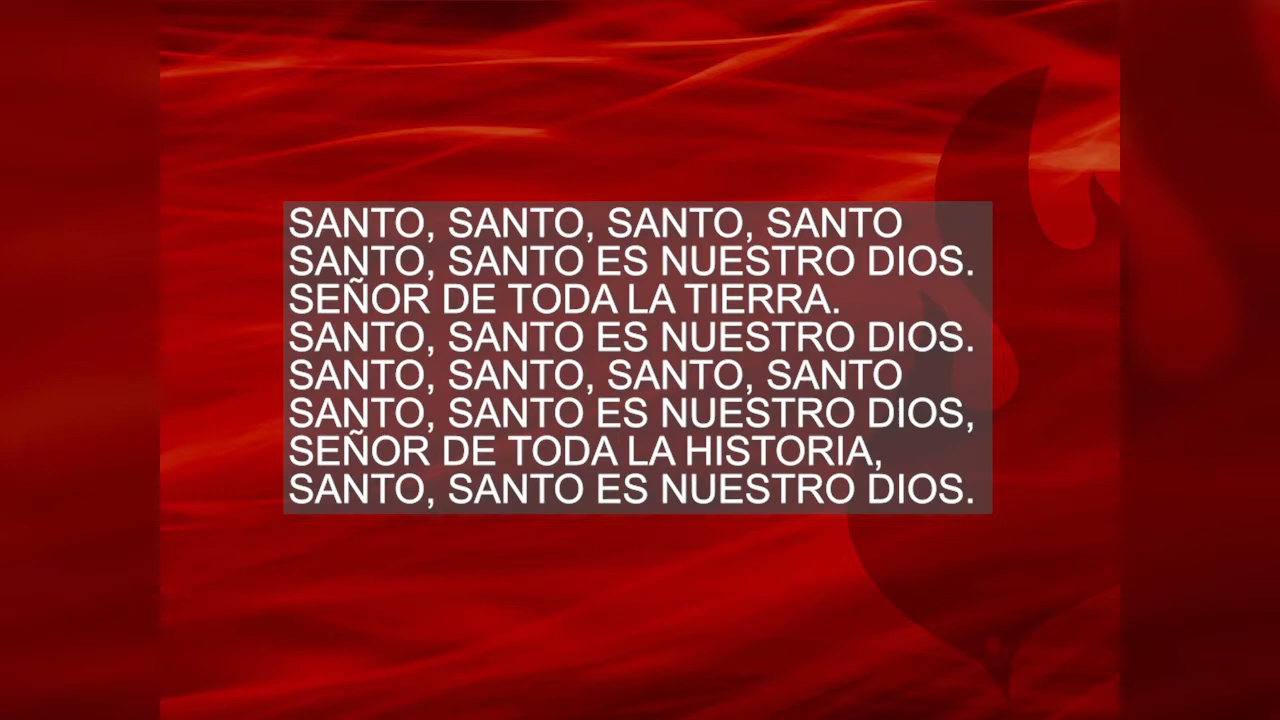 SANTO, SANTO, SANTO, SANTO
SANTO, SANTO ES NUESTRO DIOS.
SEÑOR DE TODA LA TIERRA.
SANTO, SANTO ES NUESTRO DIOS.
SANTO, SANTO, SANTO, SANTO
SANTO, SANTO ES NUESTRO DIOS,
SEÑOR DE TODA LA HISTORIA,
SANTO, SANTO ES NUESTRO DIOS.